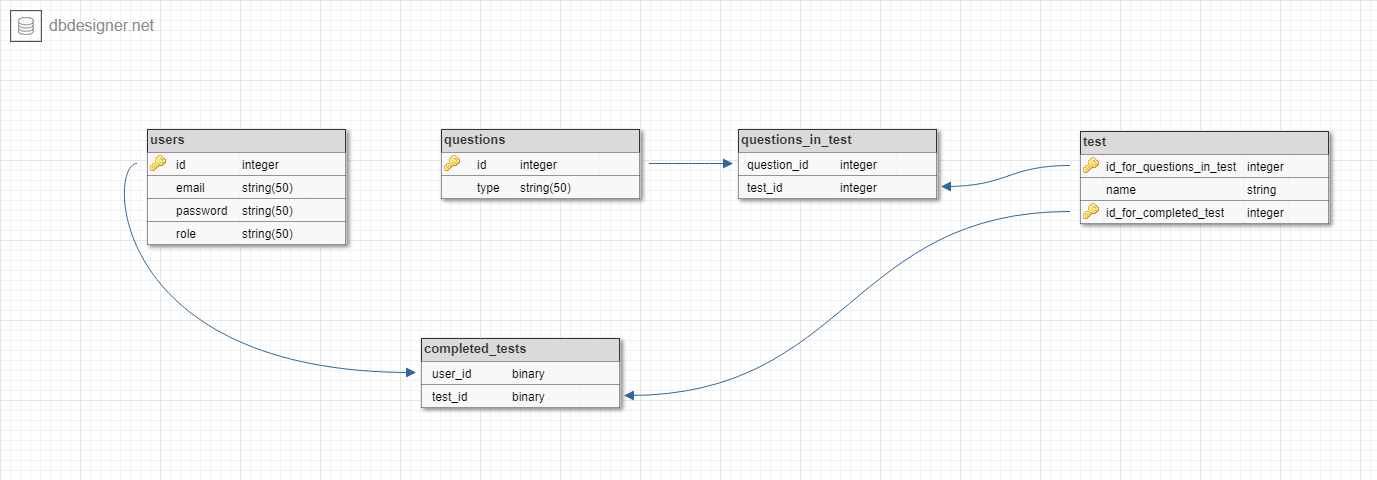 dbdesigner.net
users
id integer
email string(50)
password string(50)
role string(50)
questions
id integer
type string(50)
questions_in_test
question_id integer
test_id integer
test
id_for_questions_in_test integer
name string
id_for_completed_test integer
completed_tests
user_id binary
test_id binary